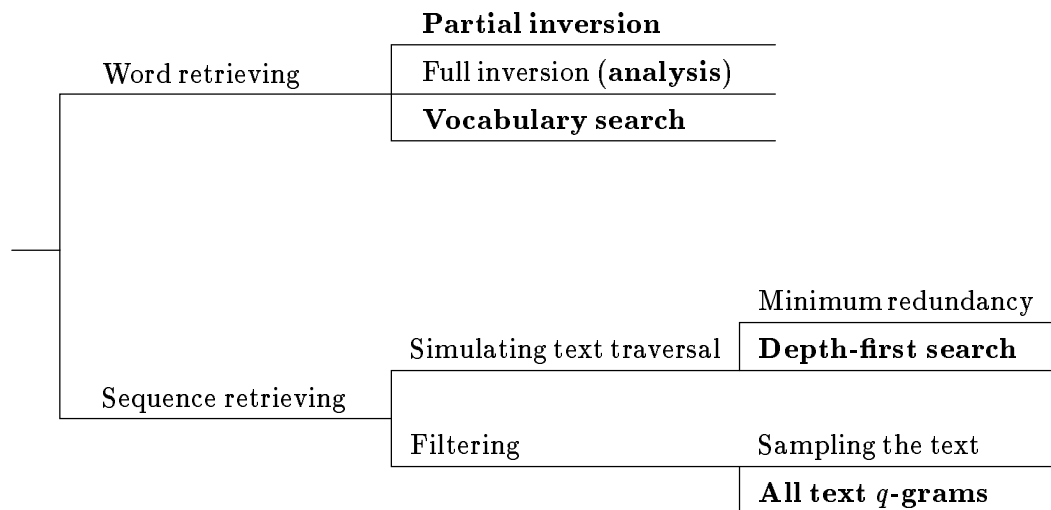 Partial inversion
Word retrieving
Full inversion (analysis)
Vocabulary search
Minimum redundancy
Simulating text traversal
Depth-first search
Sequence retrieving
Filtering
Sampling the text
All text q-grams